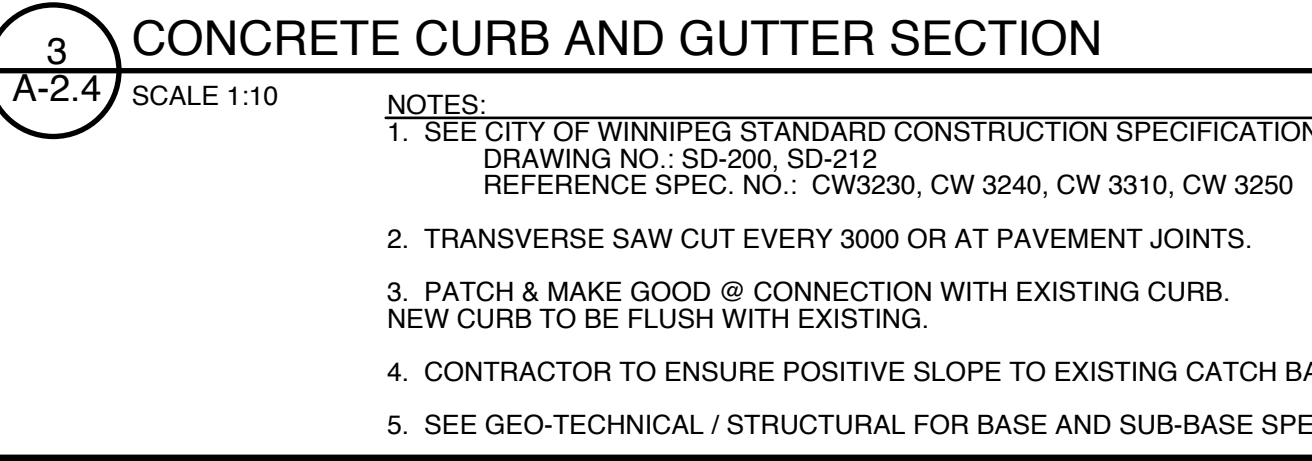 3
A-2.4
CONCRETE CURB AND GUTTER SECTION
SCALE 1:10
NOTES:
1. SEE CITY OF WINNIPEG STANDARD CONSTRUCTION SPECIFICATION
DRAWING NO.: SD-200, SD-212
REFERENCE SPEC. NO.: CW3230, CW 3240, CW 3310, CW 3250
2. TRANSVERSE SAW CUT EVERY 3000 OR AT PAVEMENT JOINTS.
3. PATCH & MAKE GOOD @ CONNECTION WITH EXISTING CURB.
NEW CURB TO BE FLUSH WITH EXISTING.
4. CONTRACTOR TO ENSURE POSITIVE SLOPE TO EXISTING CATCH BA
5. SEE GEO-TECHNICAL / STRUCTURAL FOR BASE AND SUB-BASE SPE